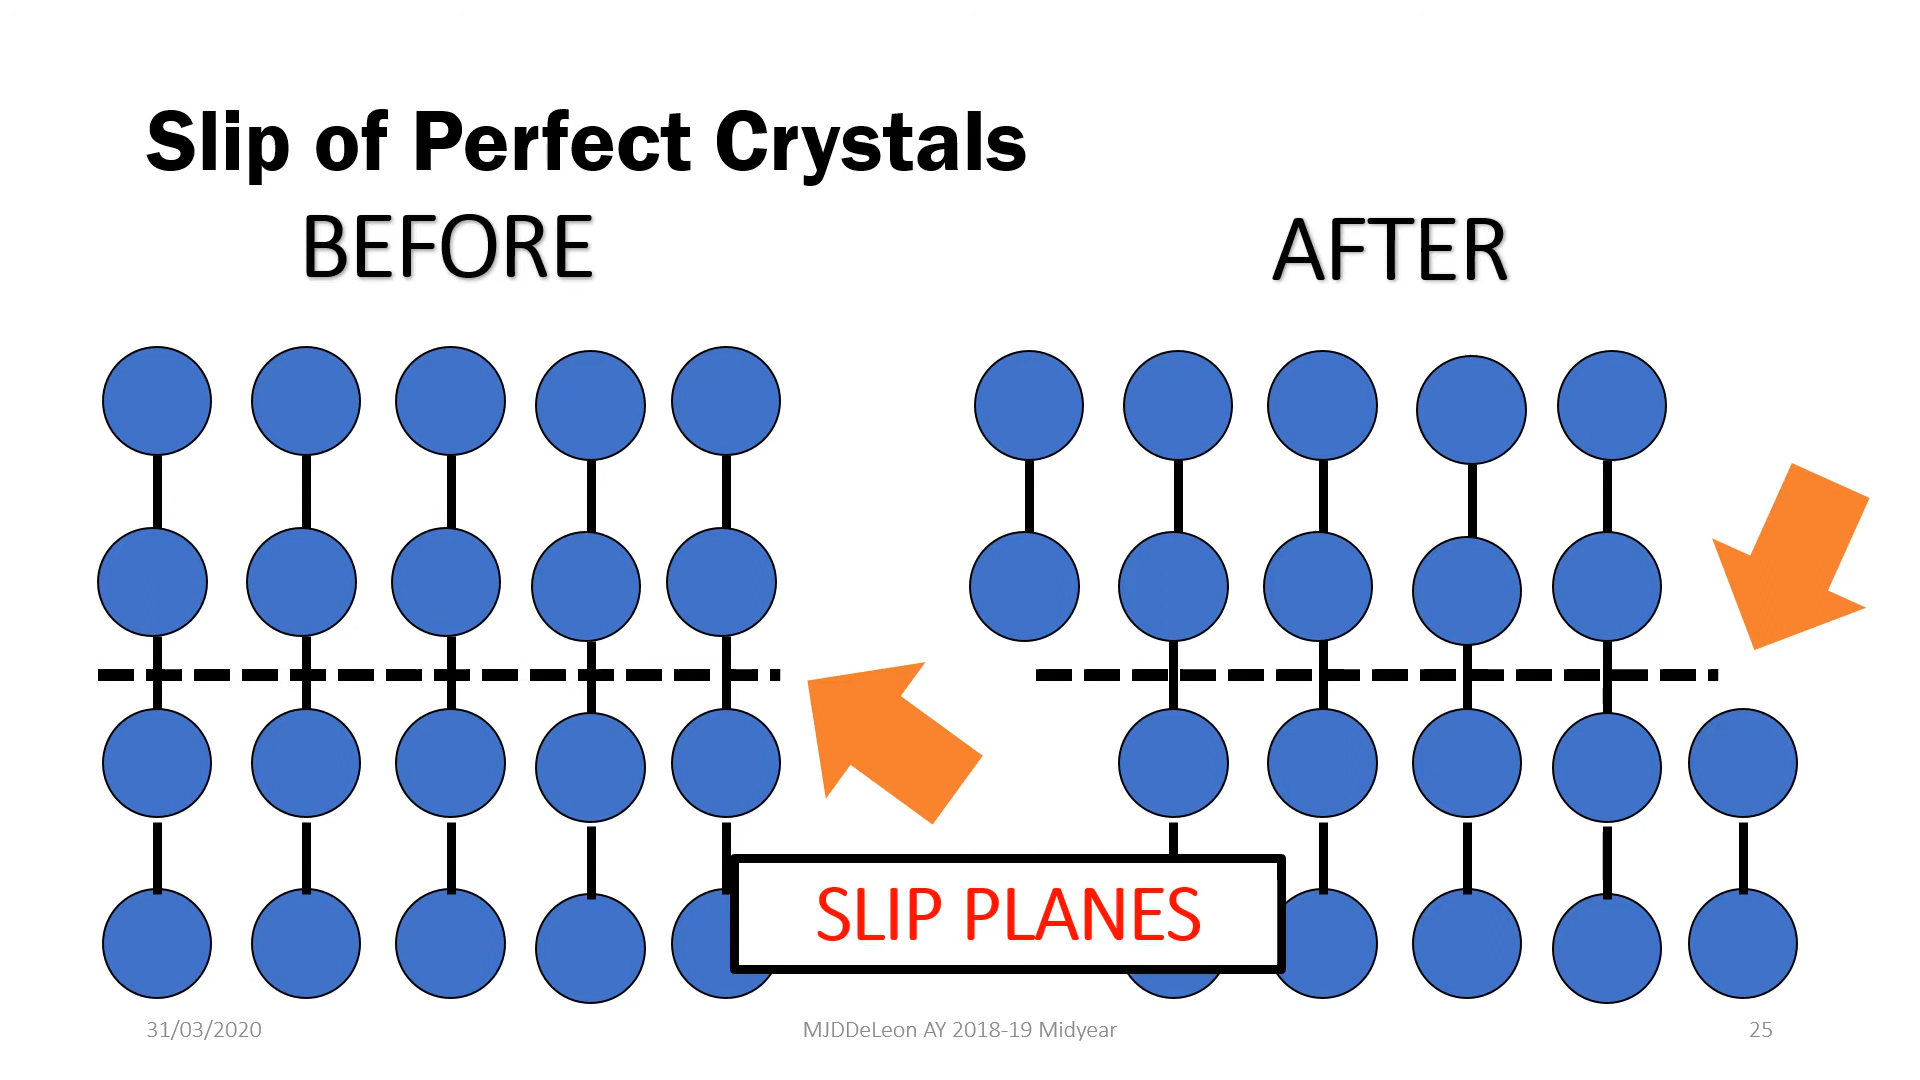 Slip of Perfect Crystals
BEFORE
AFTER
SLIP PLANES
31/03/2020
MJDDeLeon AY 2018-19 Midyear
25